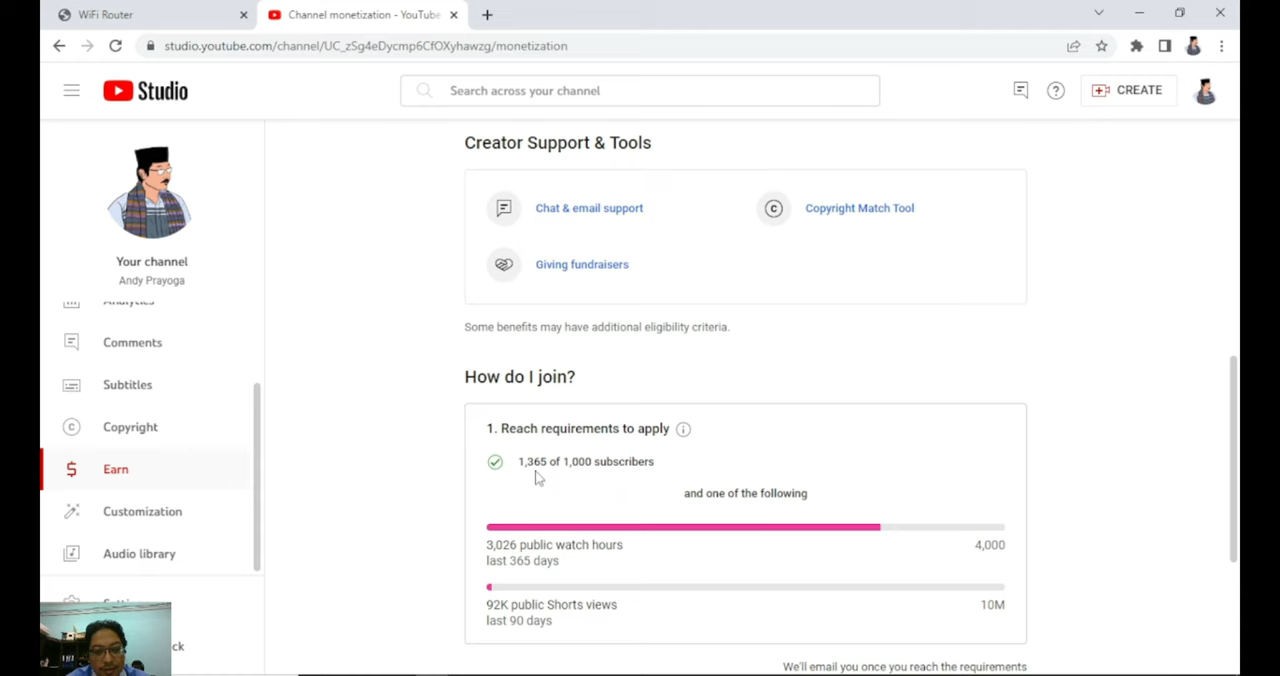 WiFi Router
Channel monetization - YouTube
studio.youtube.com/channel/UC_zSg4eDycmp6CfOXyhawzg/monetization
Studio
Search across your channel
CREATE
Your channel
Andy Prayoga
Analytics
Comments
Subtitles
Copyright
Earn
Customization
Audio library
Creator Support & Tools
Chat & email support
Copyright Match Tool
Giving fundraisers
Some benefits may have additional eligibility criteria.
How do I join?
1. Reach requirements to apply
1,365 of 1,000 subscribers
and one of the following
3,026 public watch hours
4,000
last 365 days
92K public Shorts views
10M
last 90 days
We'll email you once you reach the requirements